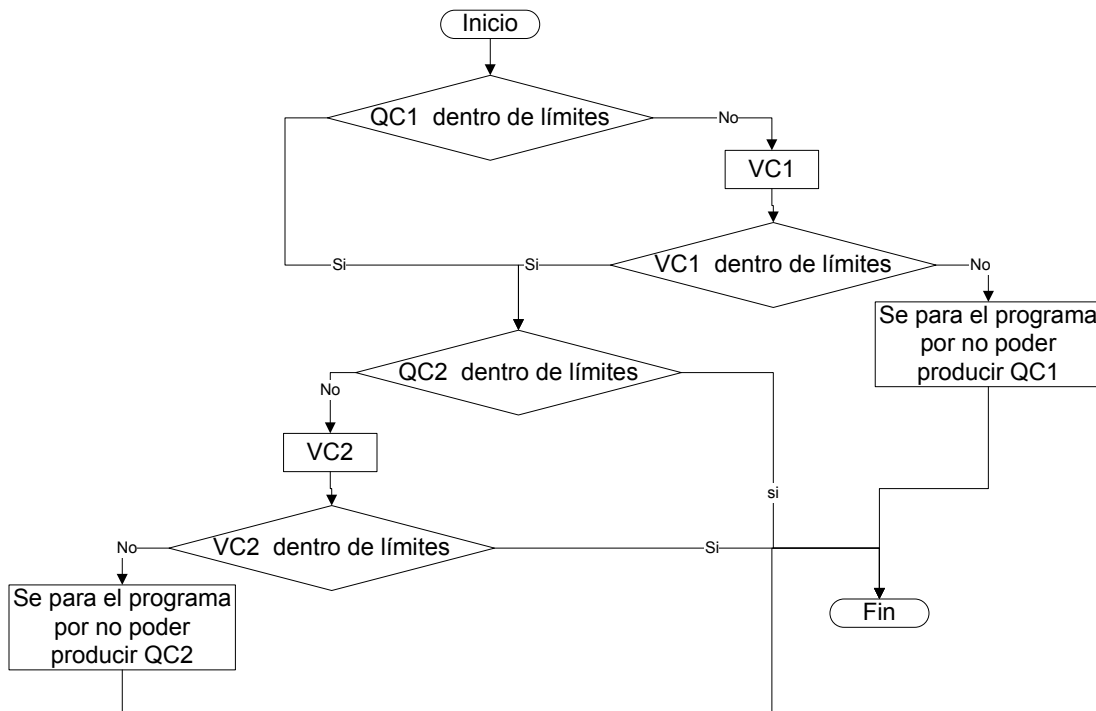 Inicio
QC1 dentro de límites
No
VC1
Si
Si
VC1 dentro de límites
No
Se para el programa
por no poder
producir QC1
QC2 dentro de límites
No
VC2
si
VC2 dentro de límites
No
Si
Se para el programa
por no poder
producir QC2
Fin